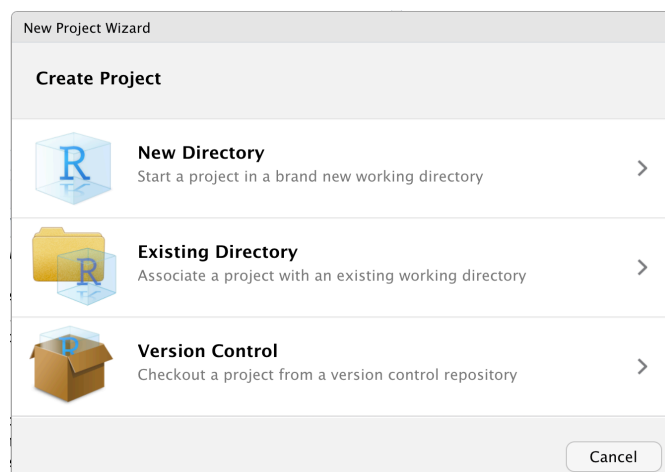 New Project Wizard
Create Project
R
New Directory
Start a project in a brand new working directory
R
Existing Directory
Associate a project with an existing working directory
R
Version Control
Checkout a project from a version control repository
Cancel